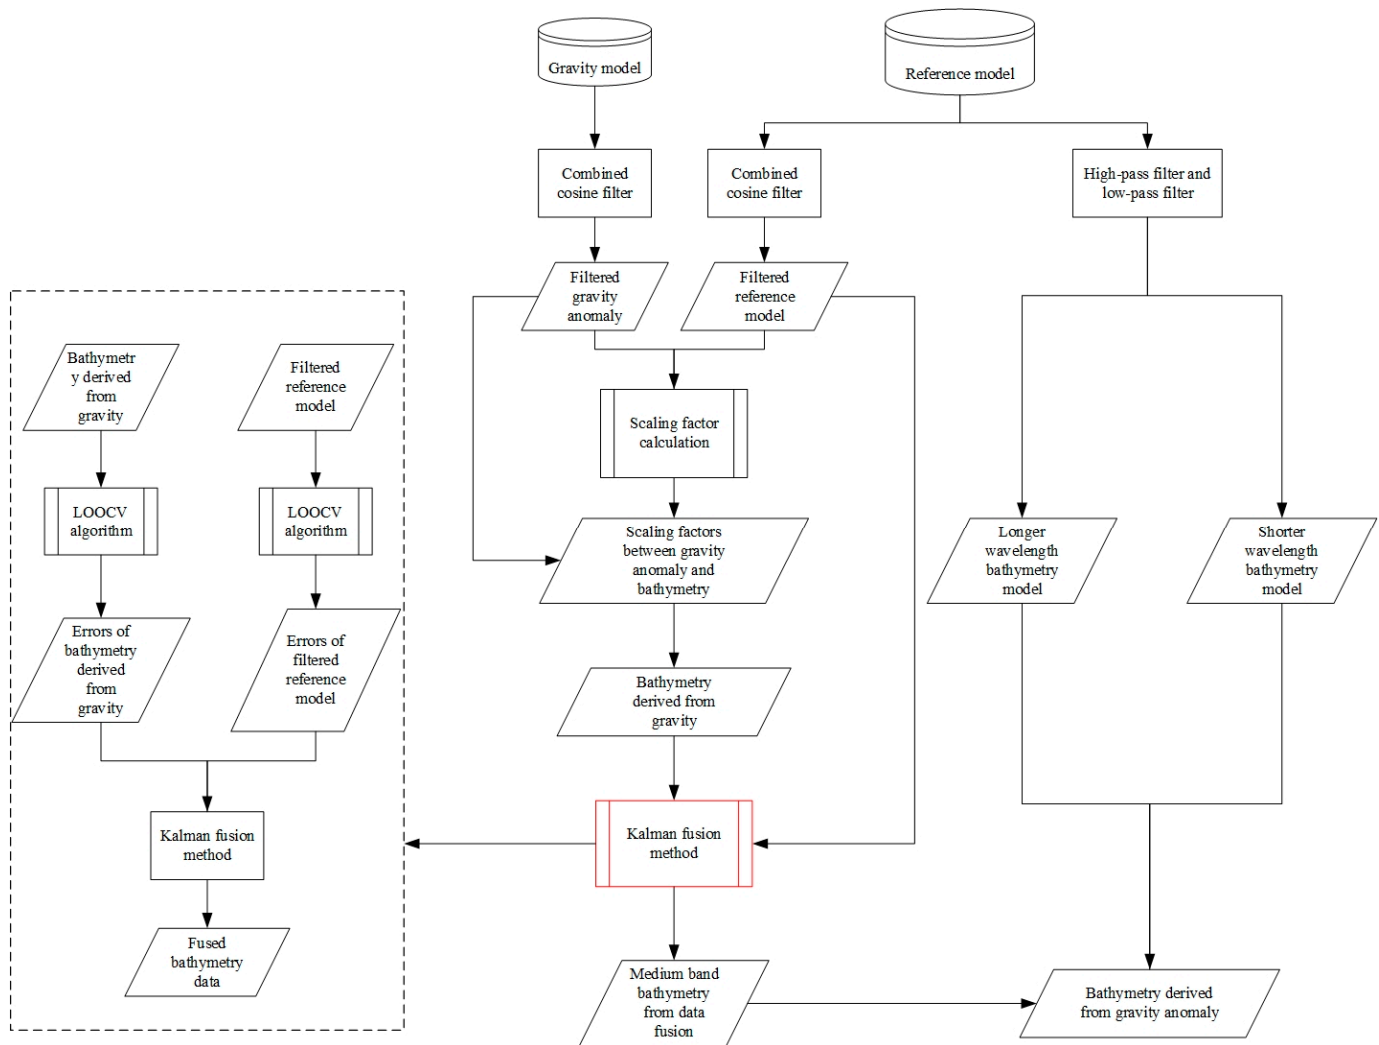 Gravity model
Reference model
Combined
cosine filter
Combined
cosine filter
High-pass filter and
low-pass filter
Filtered
gravity
anomaly
Filtered
reference
model
Bathymetr
y derived
from
gravity
Filtered
reference
model
Scaling factor
calculation
LOOCV
algorithm
LOOCV
algorithm
Scaling factors
between gravity
anomaly and
bathymetry
Longer
wavelength
bathymetry
model
Shorter
wavelength
bathymetry
model
Errors of
bathymetry
derived
from
gravity
Errors of
filtered
reference
model
Bathymetry
derived from
gravity
Kalman fusion
method
Kalman fusion
method
Fused
bathymetry
data
Medium band
bathymetry
from data
fusion
Bathymetry derived
from gravity anomaly